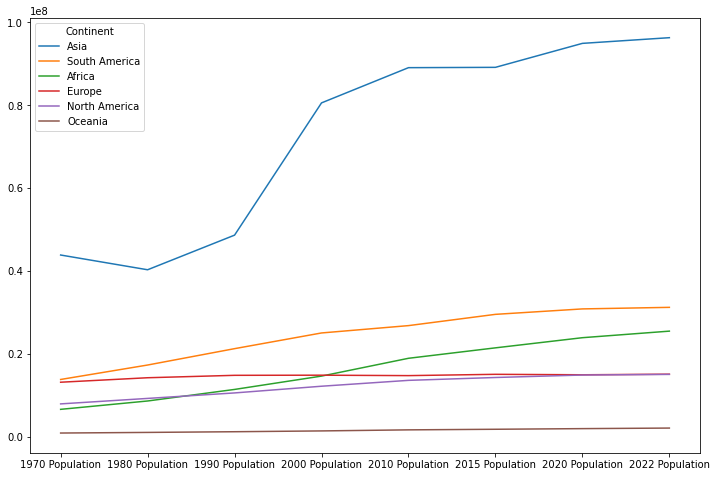 1e8
1.0
0.8
0.6
0.4
0.2
0.0
Continent
Asia
South America
Africa
Europe
North America
Oceania
1970 Population 1980 Population 1990 Population 2000 Population 2010 Population 2015 Population 2020 Population 2022 Population